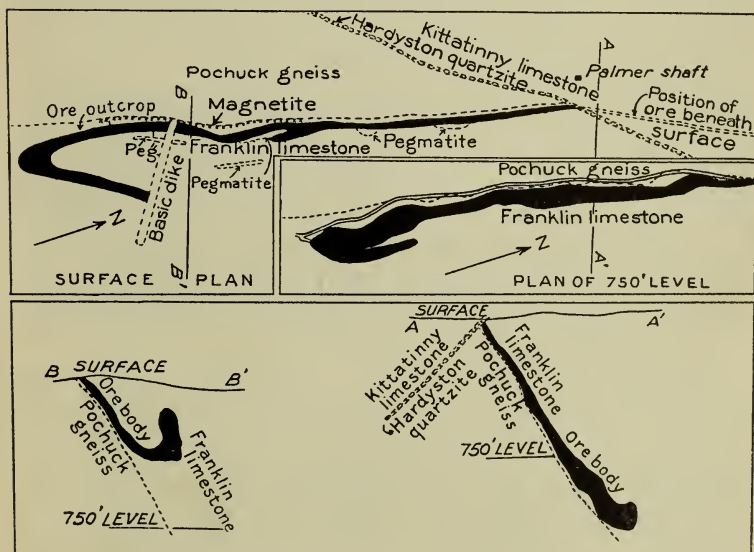 Kittatinny limestone
Hardyston quartzite
A
Palmer shaft
Pochuck gneiss
B
Ore outcrop
Magnetite
Position of
ore beneath
surface
Peg
Franklin limestone
Pegmatite
Pegmatite
Basic dike
N
B'
SURFACE PLAN
Pochuck gneiss
Franklin limestone
N
A'
PLAN OF 750' LEVEL
SURFACE
B
B'
Ore body
Pochuck
gneiss
Franklin
limestone
750' LEVEL
SURFACE
A
A'
Kittatinny
limestone
Hardyston
quartzite
Pochuck
gneiss
Franklin
limestone
Ore body
750' LEVEL